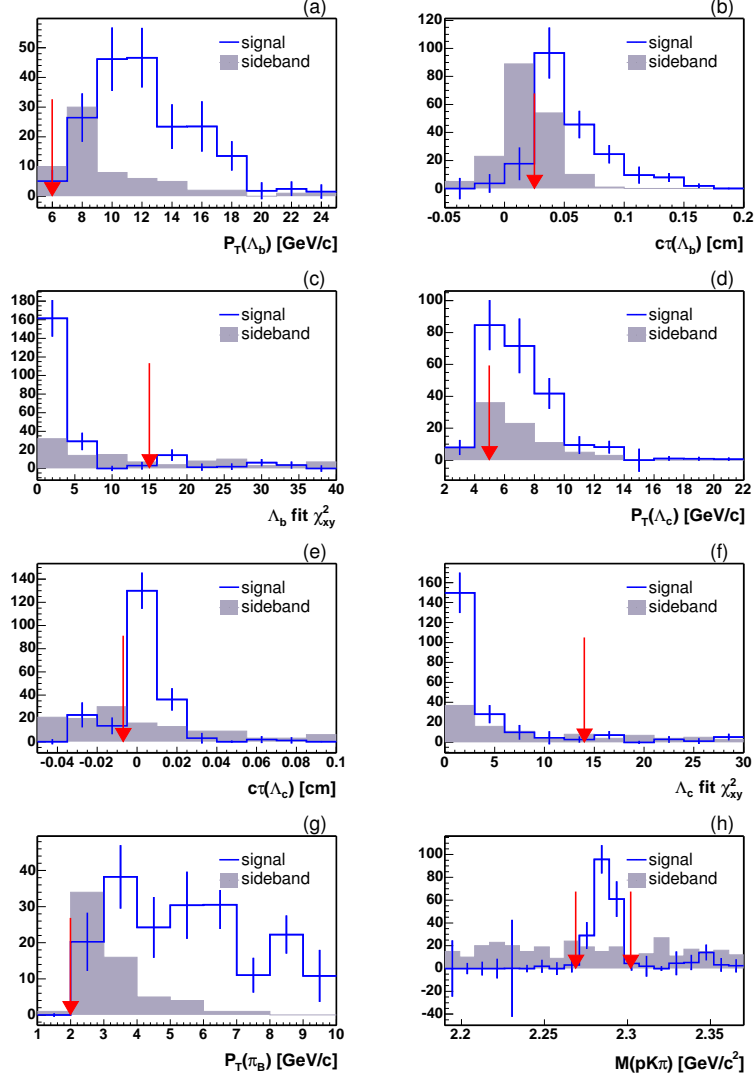 (a)
signal
sideband
50
40
30
20
10
0
6 8 10 12 14 16 18 20 22 24
P_T(Λ_b) [GeV/c]
(b)
signal
sideband
120
100
80
60
40
20
0
-0.05 0 0.05 0.1 0.15 0.2
cτ(Λ_b) [cm]
(c)
signal
sideband
180
160
140
120
100
80
60
40
20
0
0 5 10 15 20 25 30 35 40
Λ_b fit χ²_xy
(d)
signal
sideband
100
80
60
40
20
0
2 4 6 8 10 12 14 16 18 20 22
P_T(Λ_c) [GeV/c]
(e)
signal
sideband
140
120
100
80
60
40
20
0
-0.04 -0.02 0 0.02 0.04 0.06 0.08 0.1
cτ(Λ_c) [cm]
(f)
signal
sideband
160
140
120
100
80
60
40
20
0
0 5 10 15 20 25 30
Λ_c fit χ²_xy
(g)
signal
sideband
40
30
20
10
0
1 2 3 4 5 6 7 8 9 10
P_T(π_B) [GeV/c]
(h)
signal
sideband
100
80
60
40
20
0
-20
-40
2.2 2.25 2.3 2.35
M(pKπ) [GeV/c²]